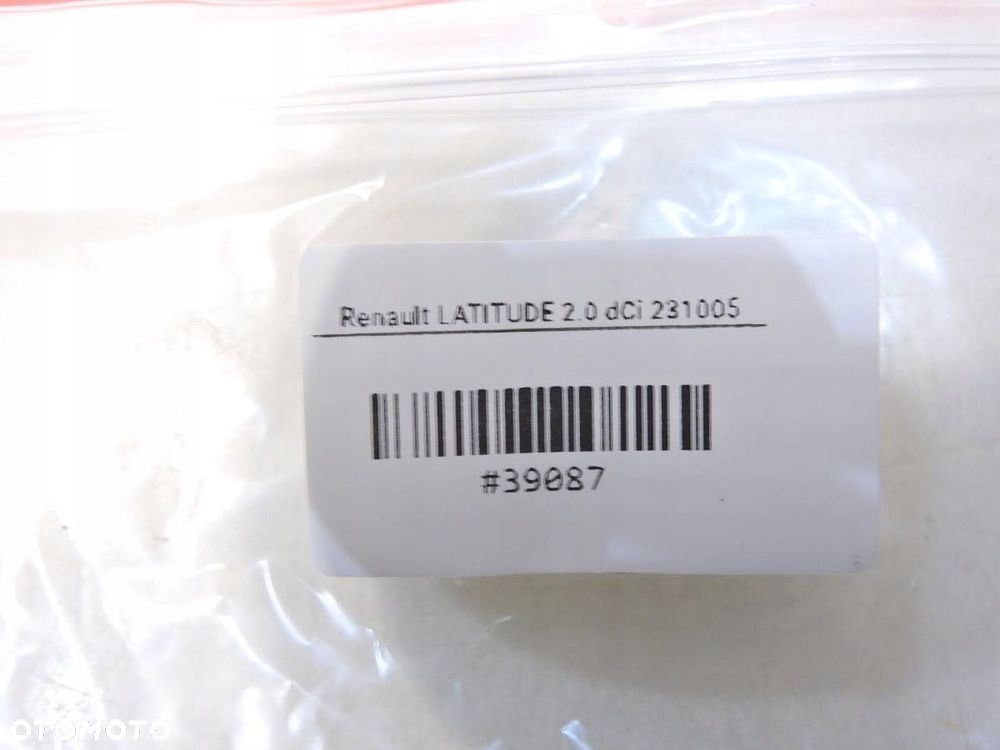 Renault LATITUDE 2.0 dCi 231005
#39087
OTOMOTO